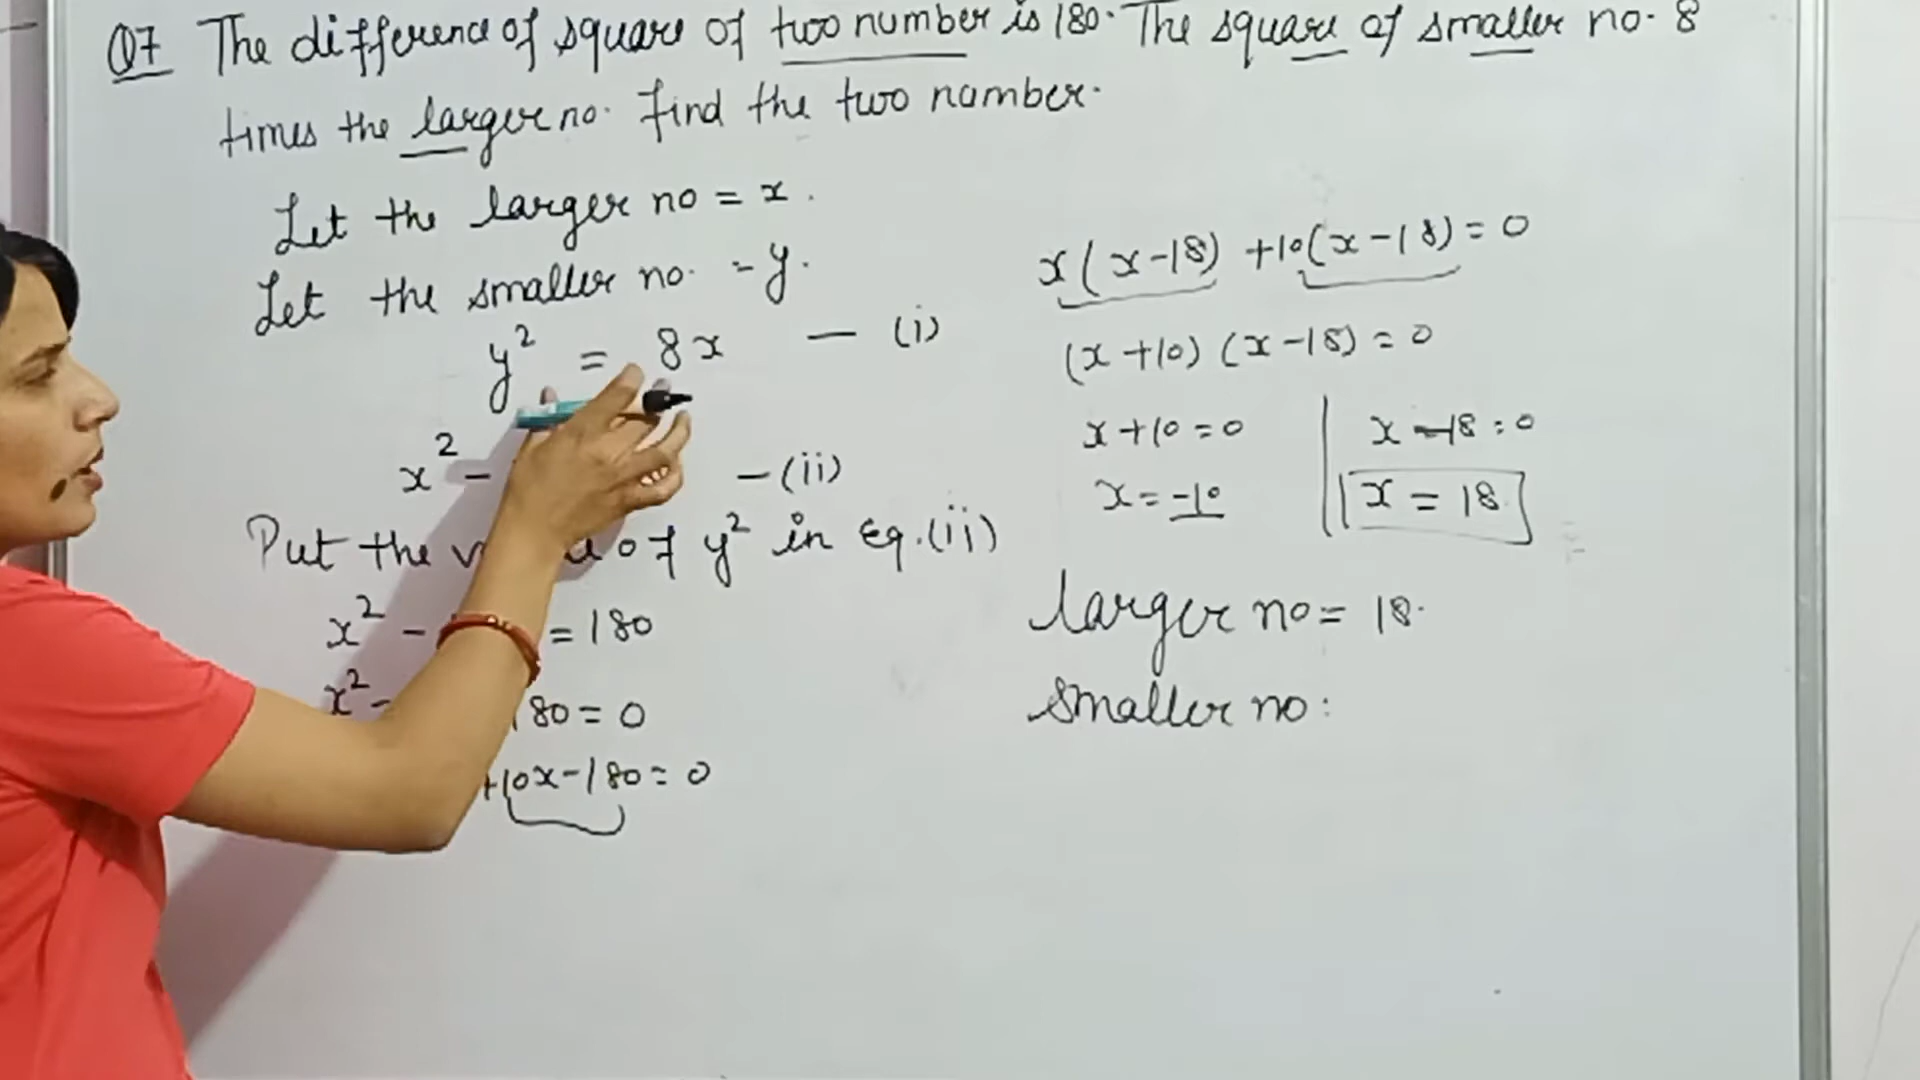 Q7 The difference of square of two number is 180. The square of smaller no. 8
times the larger no. find the two number.
Let the larger no = x.
Let the smaller no. - y.
y² = 8x — (i)
x² - — (ii)
Put the of y² in Eq.(ii)
x² - = 180
x² - 180 = 0
+10x - 180 = 0
x(x-18) +10(x-18) = 0
(x+10) (x-18) = 0
x+10 = 0 x-18 = 0
x = -10 x = 18
larger no = 18.
smaller no: